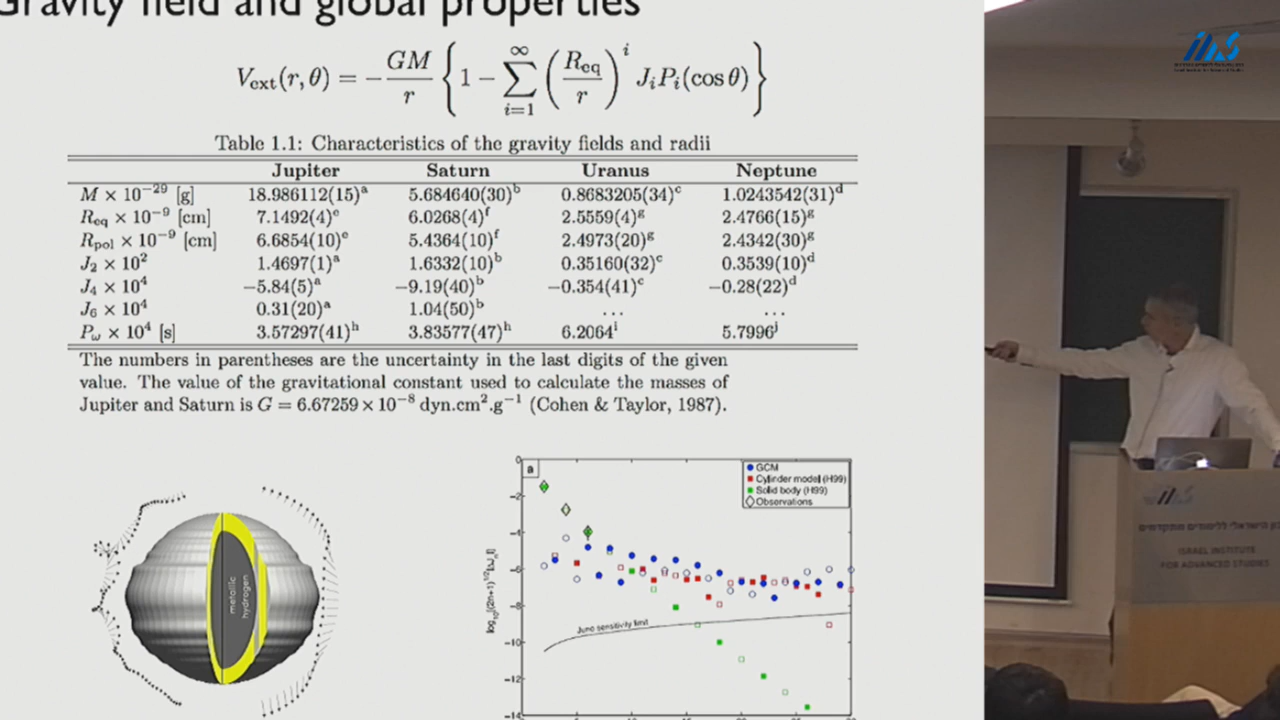 Gravity field and global properties
V_ext(r, θ) = − GM/r { 1 − ∑_{i=1}^{∞} (R_eq/r)^i J_i P_i(cos θ) }
Table 1.1: Characteristics of the gravity fields and radii
Jupiter Saturn Uranus Neptune
M × 10^−29 [g] 18.986112(15)^a 5.684640(30)^b 0.8683205(34)^c 1.0243542(31)^d
R_eq × 10^−9 [cm] 7.1492(4)^e 6.0268(4)^f 2.5559(4)^g 2.4766(15)^g
R_pol × 10^−9 [cm] 6.6854(10)^e 5.4364(10)^f 2.4973(20)^g 2.4342(30)^g
J_2 × 10^2 1.4697(1)^a 1.6332(10)^b 0.35160(32)^c 0.3539(10)^d
J_4 × 10^4 −5.84(5)^a −9.19(40)^b −0.354(41)^c −0.28(22)^d
J_6 × 10^4 0.31(20)^a 1.04(50)^b ... ...
P_ω × 10^4 [s] 3.57297(41)^h 3.83577(47)^h 6.2064^i 5.7996^j
The numbers in parentheses are the uncertainty in the last digits of the given
value. The value of the gravitational constant used to calculate the masses of
Jupiter and Saturn is G = 6.67259 × 10^−8 dyn.cm^2.g^−1 (Cohen & Taylor, 1987).
metallic
hydrogen
a
GCM
Cylinder model (H99)
Solid body (H99)
Observations
Juno sensitivity limit
0
−2
−4
−6
−8
−10
−12
−14
ISRAEL INSTITUTE
FOR ADVANCED STUDIES